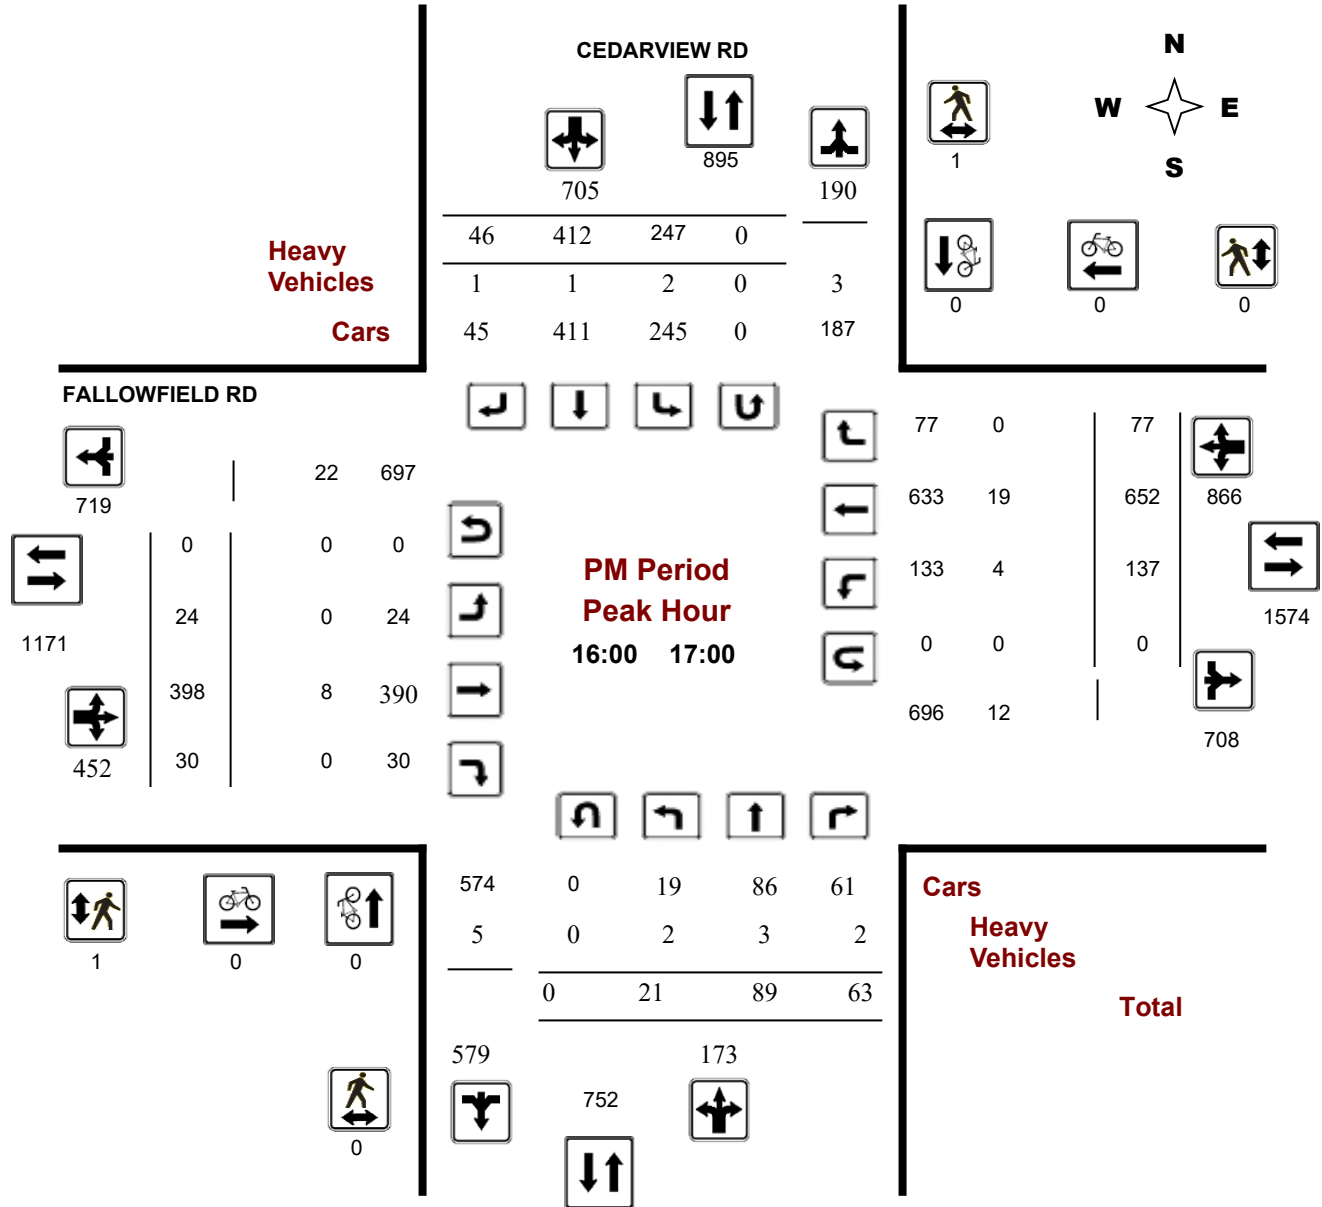 CEDARVIEW RD
N
W E
S
895
1
705 190
46 412 247 0
Heavy
Vehicles
1 1 2 0 3
0 0 0
Cars
45 411 245 0 187
FALLOWFIELD RD
77 0 77
22 697
719
633 19 652 866
0 0 0
PM Period
133 4 137
Peak Hour
24 0 24
1574
1171
16:00 17:00
0 0 0
398 8 390
696 12
708
452 30 0 30
574 0 19 86 61
Cars
5 0 2 3 2
Heavy
Vehicles
1 0 0
0 21 89 63
Total
579 173
752
0